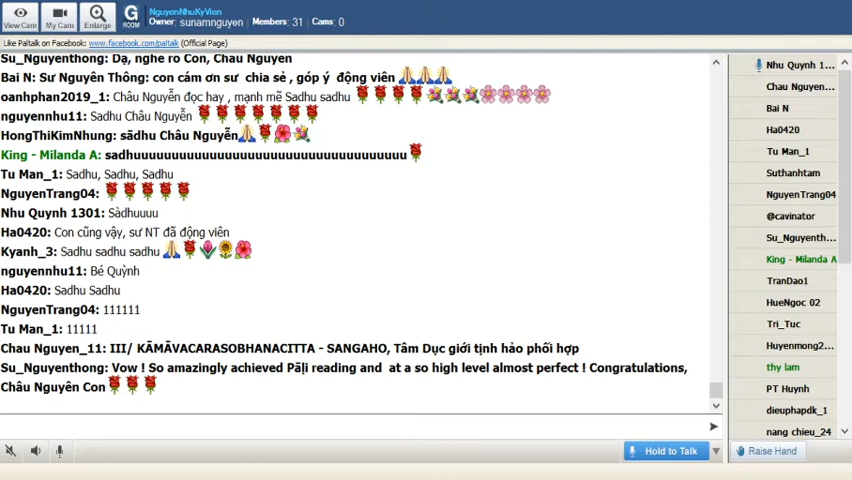 NguyenNhuKyVien
Owner: sunamnguyen Members: 31 Cams: 0
View Cam My Cam Enlarge G ROOM
Like Paltalk on Facebook: www.facebook.com/paltalk (Official Page)
Su_Nguyenthong: Dạ, nghe rõ Con, Chau Nguyen
Bai N: Sư Nguyên Thông: con cám ơn sư chia sẻ , góp ý động viên
oanhphan2019_1: Châu Nguyễn đọc hay , mạnh mẽ Sadhu sadhu
nguyennhu11: Sadhu Châu Nguyễn
HongThiKimNhung: sādhu Châu Nguyễn
King - Milanda A: sadhuuuuuuuuuuuuuuuuuuuuuuuuuuuuuuuuuu
Tu Man_1: Sadhu, Sadhu, Sadhu
NguyenTrang04:
Nhu Quynh 1301: Sàdhuuuu
Ha0420: Con cũng vậy, sư NT đã động viên
Kyanh_3: Sadhu sadhu sadhu
nguyennhu11: Bé Quỳnh
Ha0420: Sadhu Sadhu
NguyenTrang04: 111111
Tu Man_1: 11111
Chau Nguyen_11: III/ KĀMĀVACARASOBHANACITTA - SANGAHO, Tâm Dục giới tịnh hảo phối hợp
Su_Nguyenthong: Vow ! So amazingly achieved Pāḷi reading and at a so high level almost perfect ! Congratulations,
Châu Nguyên Con
Hold to Talk
Nhu Quynh 1...
Chau Nguyen...
Bai N
Ha0420
Tu Man_1
Suthanhtam
NguyenTrang04
@cavinator
Su_Nguyenth...
King - Milanda A
TranDao1
HueNgoc 02
Tri_Tuc
Huyenmong2...
thy lam
PT Huynh
dieuphapdk_1
nang chieu_24
Raise Hand